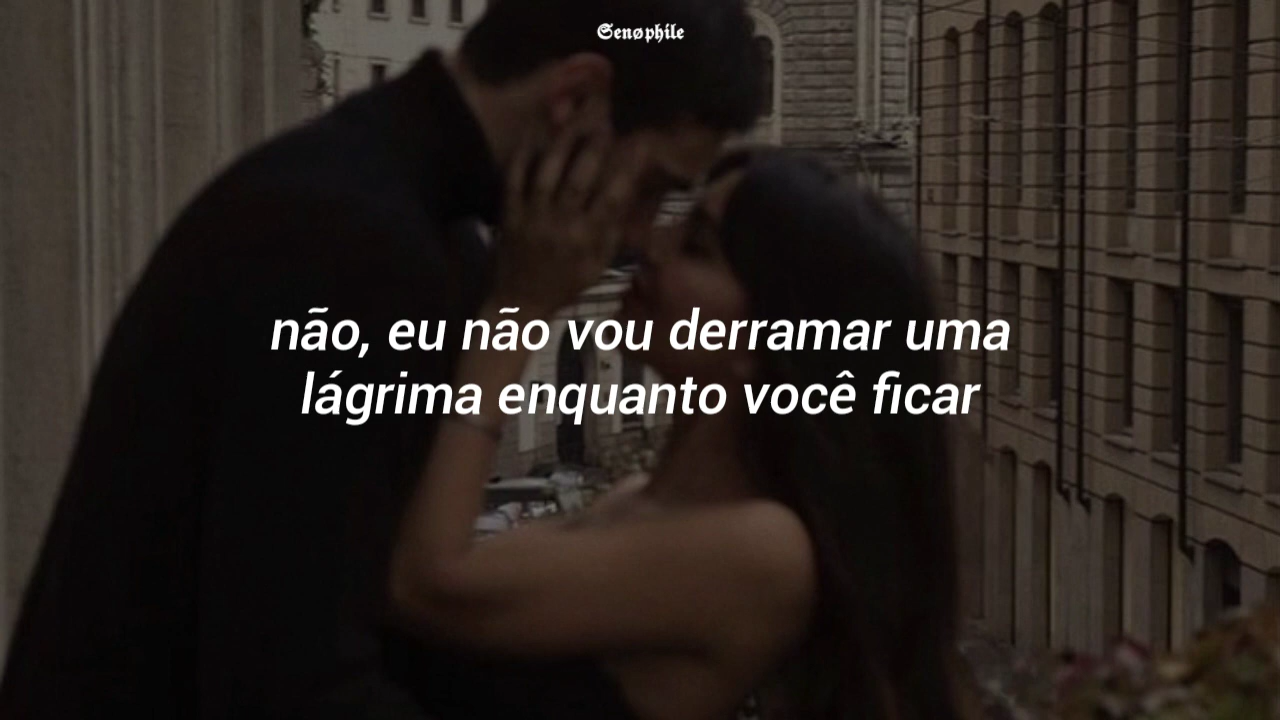 Senøphile
não, eu não vou derramar uma
lágrima enquanto você ficar